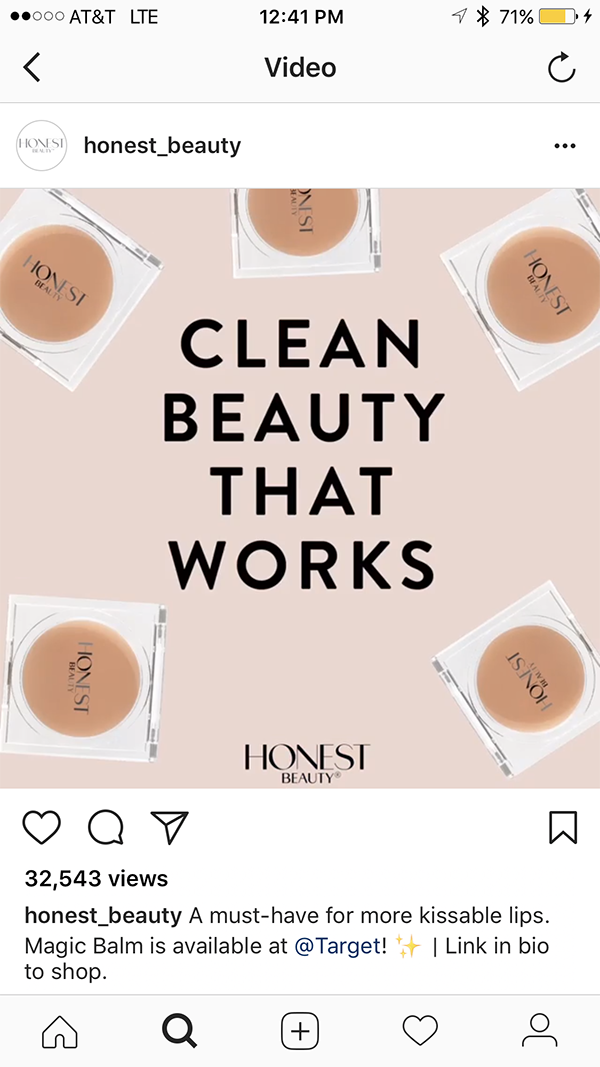 AT&T LTE 12:41 PM 71%
Video
HONEST
BEAUTY
honest_beauty
HONEST
BEAUTY
HONEST
HONEST
BEAUTY
CLEAN
BEAUTY
THAT
WORKS
HONEST
BEAUTY
HONEST
BEAUTY
HONEST
BEAUTY®
32,543 views
honest_beauty A must-have for more kissable lips.
Magic Balm is available at @Target! ✨ | Link in bio
to shop.